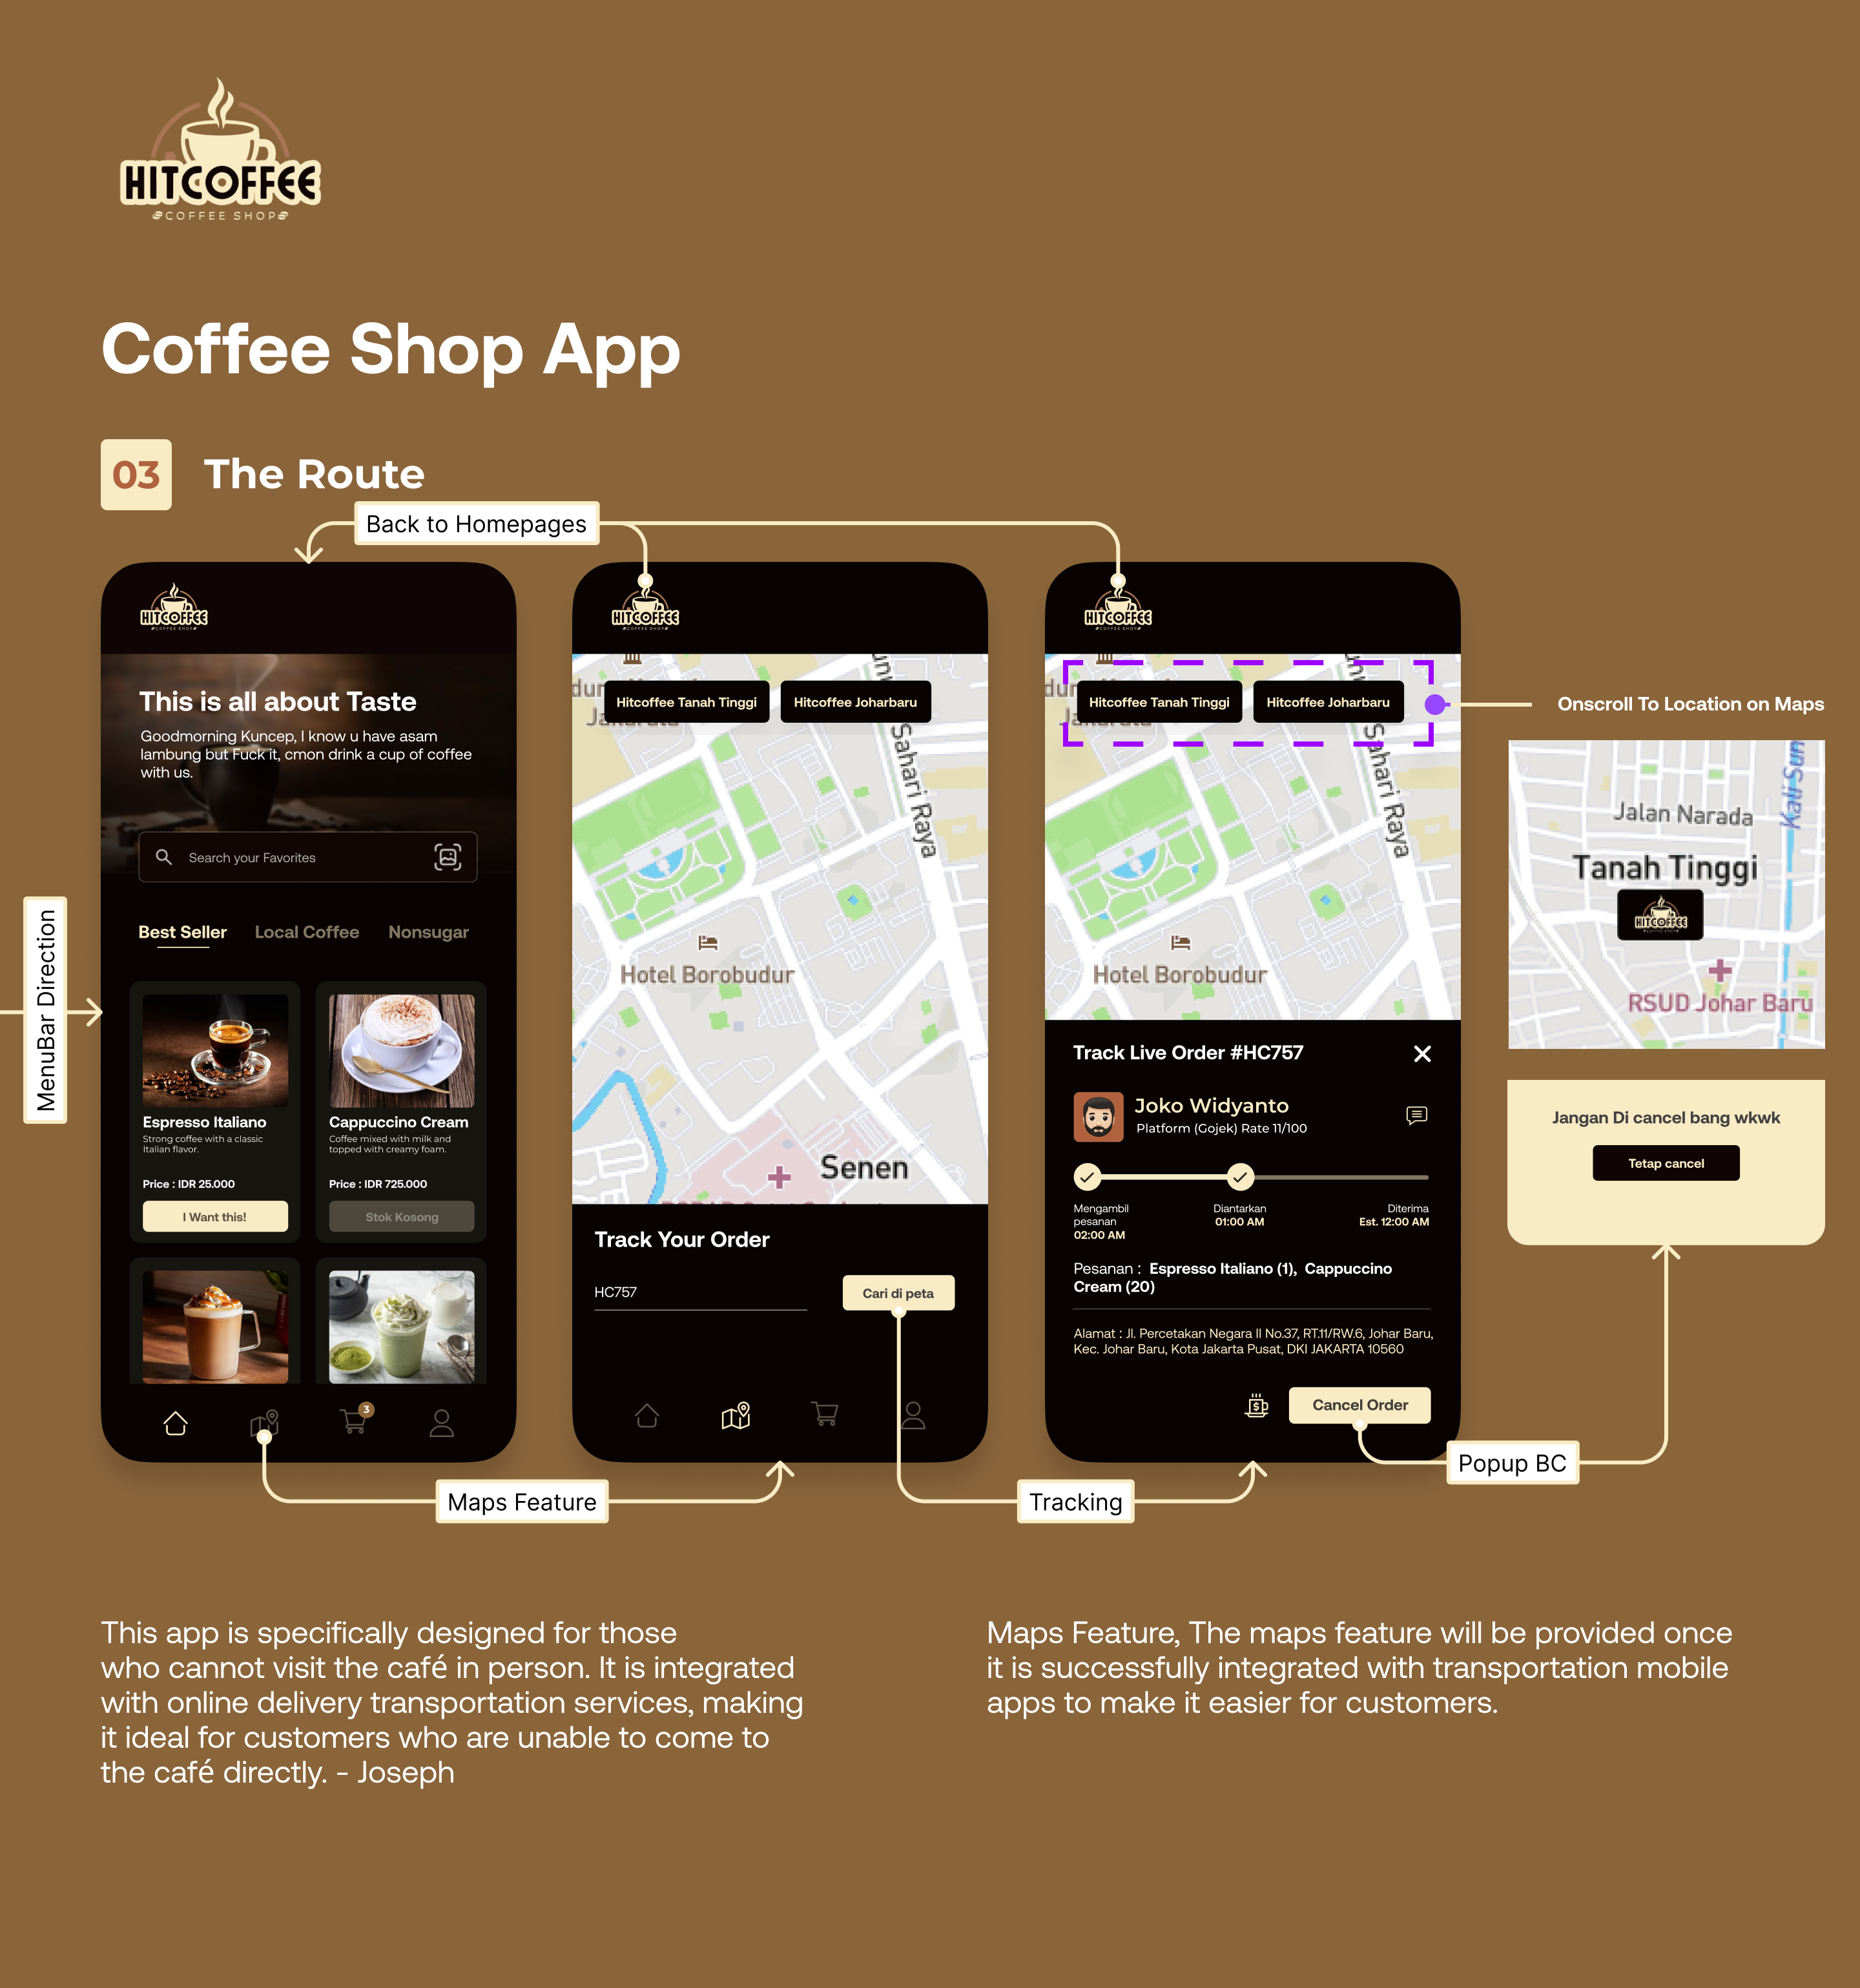 HITCOFFEE
COFFEE SHOP
Coffee Shop App
03
The Route
Back to Homepages
MenuBar Direction
HITCOFFEE
COFFEE SHOP
This is all about Taste
Goodmorning Kuncep, I know u have asam
lambung but Fuck it, cmon drink a cup of coffee
with us.
Search your Favorites
Best Seller
Local Coffee
Nonsugar
Espresso Italiano
Strong coffee with a classic
Italian flavor.
Price : IDR 25.000
I Want this!
Cappuccino Cream
Coffee mixed with milk and
topped with creamy foam.
Price : IDR 725.000
Stok Kosong
3
Maps Feature
HITCOFFEE
COFFEE SHOP
Hitcoffee Tanah Tinggi
Hitcoffee Joharbaru
Sahari Raya
Hotel Borobudur
Senen
Track Your Order
HC757
Cari di peta
Tracking
HITCOFFEE
COFFEE SHOP
Hitcoffee Tanah Tinggi
Hitcoffee Joharbaru
Sahari Raya
Hotel Borobudur
Track Live Order #HC757
Joko Widyanto
Platform (Gojek) Rate 11/100
Mengambil
pesanan
02:00 AM
Diantarkan
01:00 AM
Diterima
Est. 12:00 AM
Pesanan : Espresso Italiano (1), Cappuccino
Cream (20)
Alamat : Jl. Percetakan Negara II No.37, RT.11/RW.6, Johar Baru,
Kec. Johar Baru, Kota Jakarta Pusat, DKI JAKARTA 10560
Cancel Order
Popup BC
Onscroll To Location on Maps
Jalan Narada
Kali Sun
Tanah Tinggi
HITCOFFEE
RSUD Johar Baru
Jangan Di cancel bang wkwk
Tetap cancel
This app is specifically designed for those
who cannot visit the café in person. It is integrated
with online delivery transportation services, making
it ideal for customers who are unable to come to
the café directly. - Joseph
Maps Feature, The maps feature will be provided once
it is successfully integrated with transportation mobile
apps to make it easier for customers.